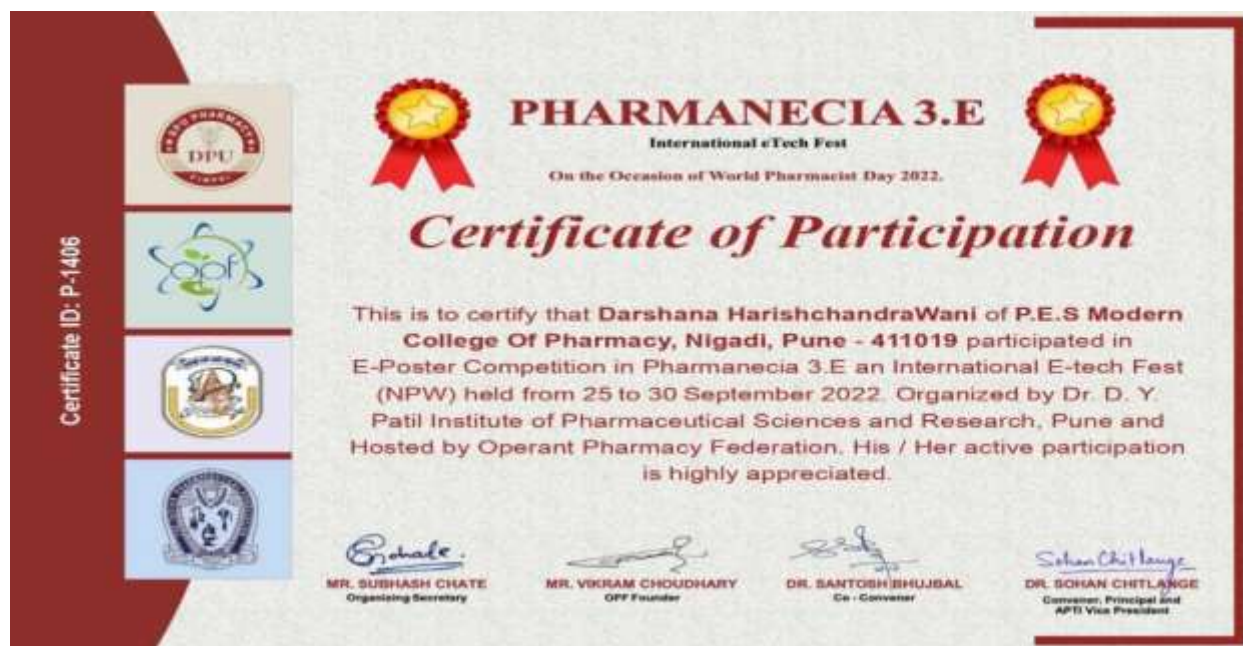 Certificate ID: P-1406
DPU PHARMACY
DPU
PIMPRI
opf
PHARMANECIA 3.E
International eTech Fest
On the Occasion of World Pharmacist Day 2022.
Certificate of Participation
This is to certify that Darshana HarishchandraWani of P.E.S Modern
College Of Pharmacy, Nigadi, Pune - 411019 participated in
E-Poster Competition in Pharmanecia 3.E an International E-tech Fest
(NPW) held from 25 to 30 September 2022. Organized by Dr. D. Y.
Patil Institute of Pharmaceutical Sciences and Research, Pune and
Hosted by Operant Pharmacy Federation. His / Her active participation
is highly appreciated.
Sohan Chitlange
MR. SUBHASH CHATE
Organizing Secretary
MR. VIKRAM CHOUDHARY
OPF Founder
DR. SANTOSH BHUJBAL
Co - Convener
DR. SOHAN CHITLANGE
Convener, Principal and
APTI Vice President